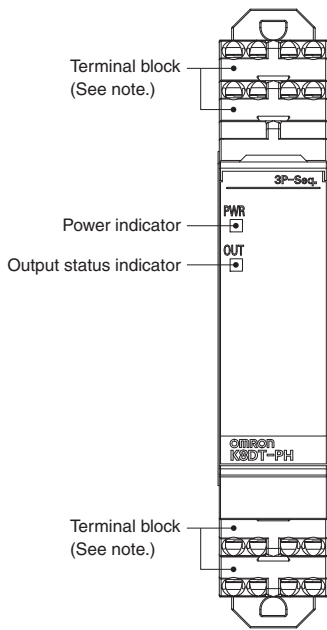 Terminal block
(See note.)
3P-Seq.
PWR
Power indicator
OUT
Output status indicator
OMRON
K8DT-PH
Terminal block
(See note.)